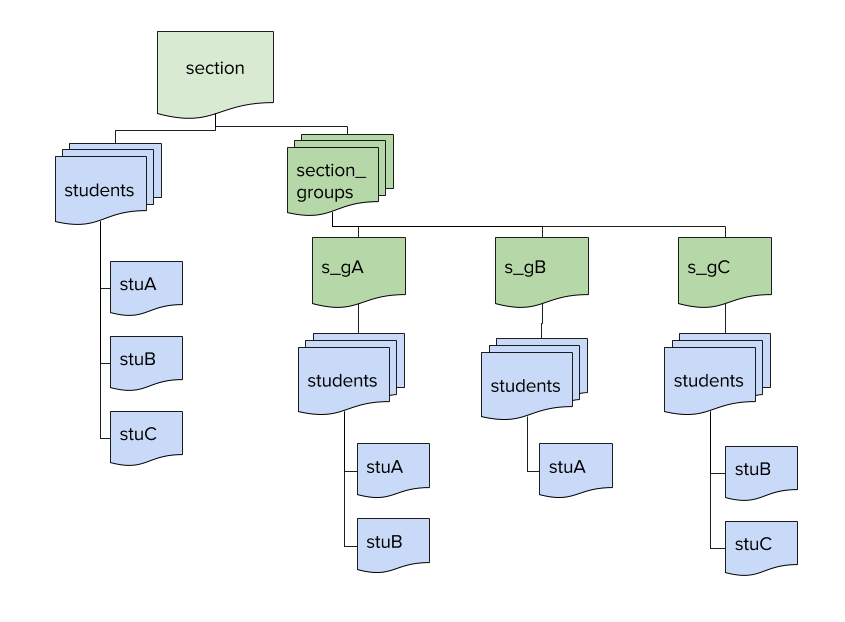 section
students
section_
groups
stuA
stuB
stuC
s_gA
s_gB
s_gC
students
students
students
stuA
stuB
stuA
stuB
stuC